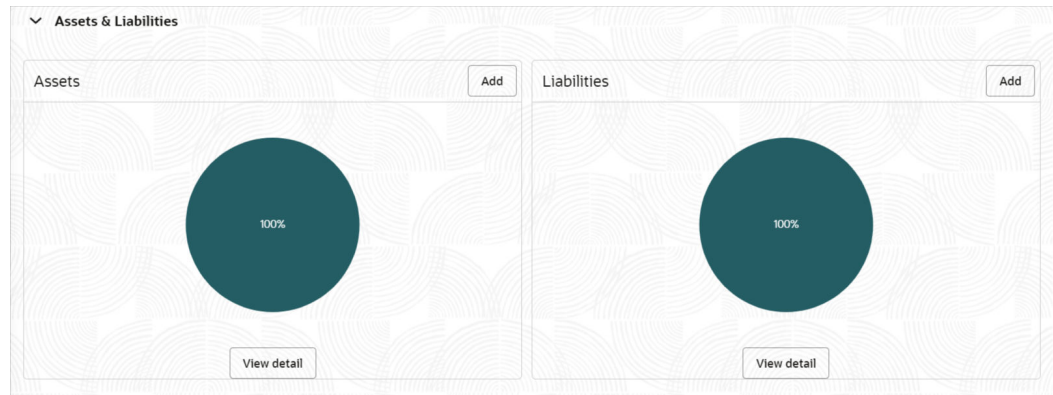 Assets & Liabilities
Assets
Add
Liabilities
Add
100%
100%
View detail
View detail